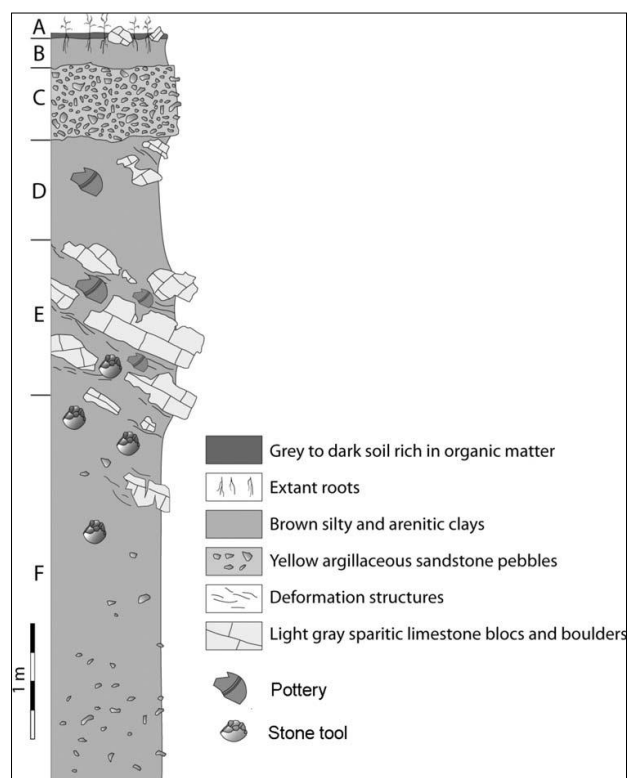 A
B
C
D
E
F
1 m
Grey to dark soil rich in organic matter
Extant roots
Brown silty and arenitic clays
Yellow argillaceous sandstone pebbles
Deformation structures
Light gray sparitic limestone blocs and boulders
Pottery
Stone tool